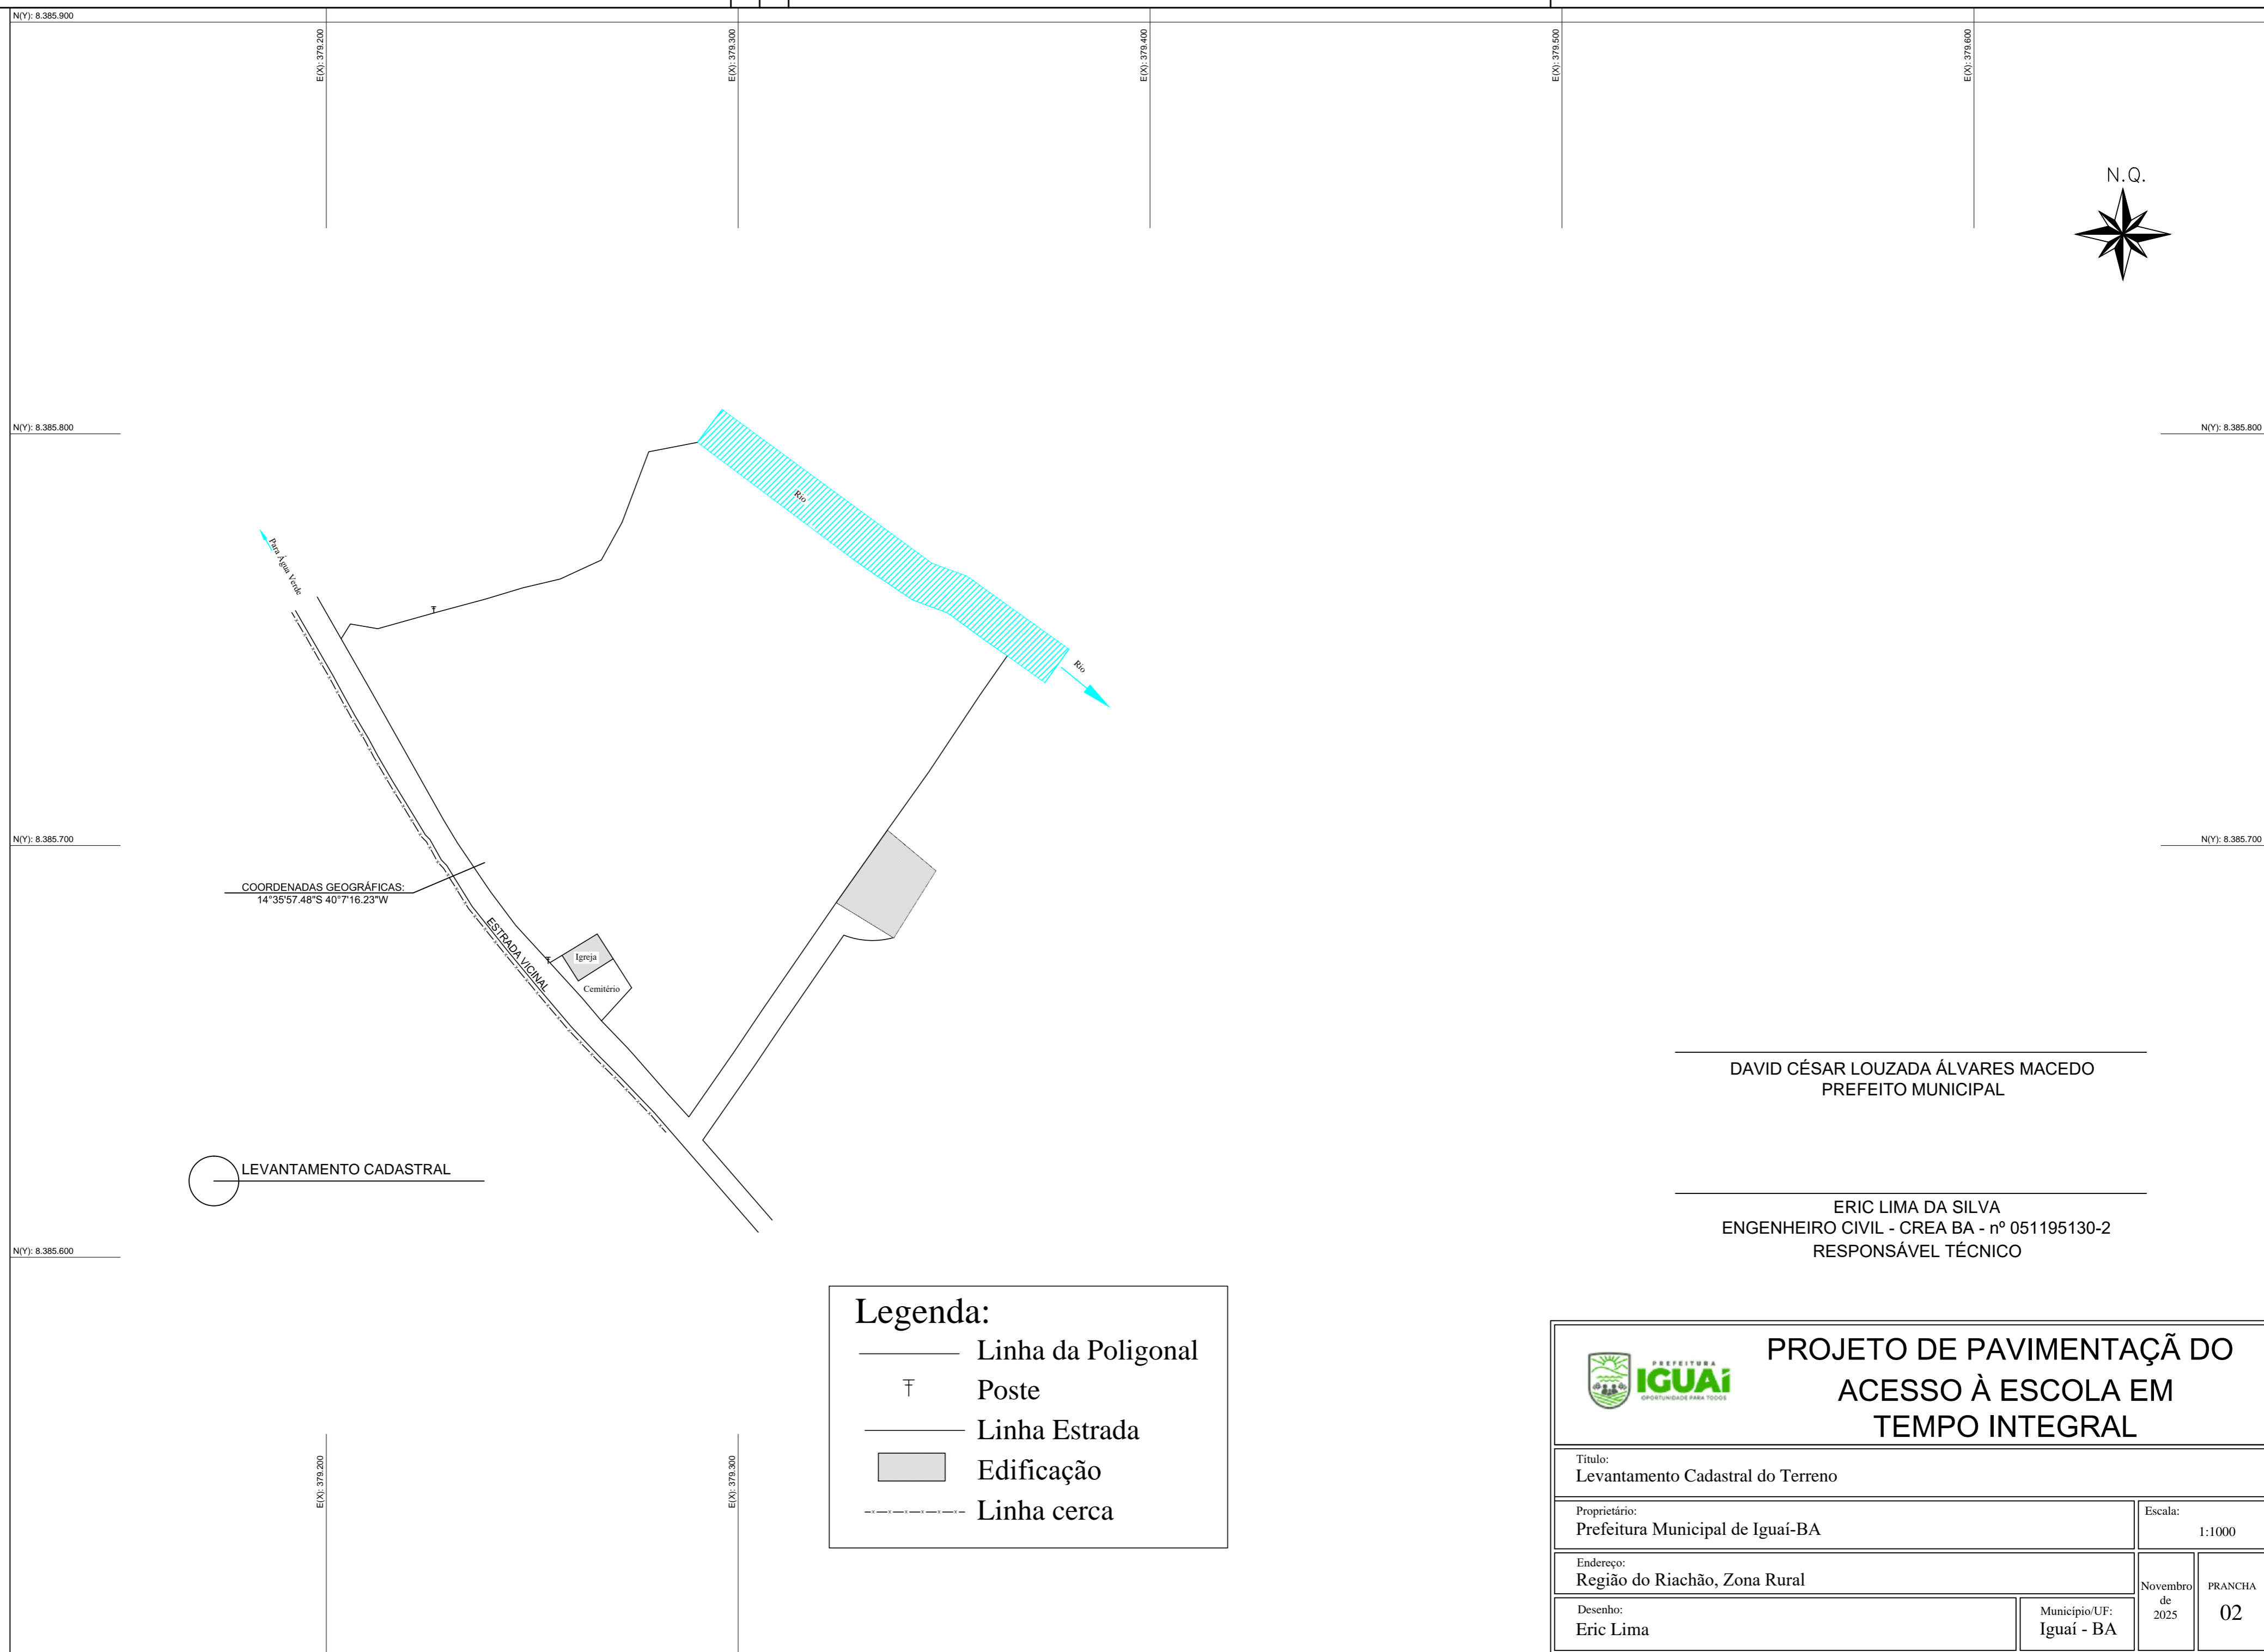 N(Y): 8.385.900
E(X): 379.200
E(X): 379.300
E(X): 379.400
E(X): 379.500
E(X): 379.600
N.Q.
N(Y): 8.385.800
N(Y): 8.385.800
Rio
Para Água Verde
Rio
N(Y): 8.385.700
N(Y): 8.385.700
COORDENADAS GEOGRÁFICAS:
14°35'57.48"S 40°7'16.23"W
ESTRADA VICINAL
Igreja
Cemitério
DAVID CÉSAR LOUZADA ÁLVARES MACEDO
PREFEITO MUNICIPAL
LEVANTAMENTO CADASTRAL
ERIC LIMA DA SILVA
ENGENHEIRO CIVIL - CREA BA - nº 051195130-2
RESPONSÁVEL TÉCNICO
N(Y): 8.385.600
Legenda:
Linha da Poligonal
Poste
Linha Estrada
Edificação
Linha cerca
E(X): 379.200
E(X): 379.300
PREFEITURA
IGUAÍ
OPORTUNIDADE PARA TODOS
PROJETO DE PAVIMENTAÇÃ DO
ACESSO À ESCOLA EM
TEMPO INTEGRAL
Título:
Levantamento Cadastral do Terreno
Proprietário:
Prefeitura Municipal de Iguaí-BA
Escala:
1:1000
Endereço:
Região do Riachão, Zona Rural
Desenho:
Eric Lima
Município/UF:
Iguaí - BA
Novembro
de
2025
PRANCHA
02